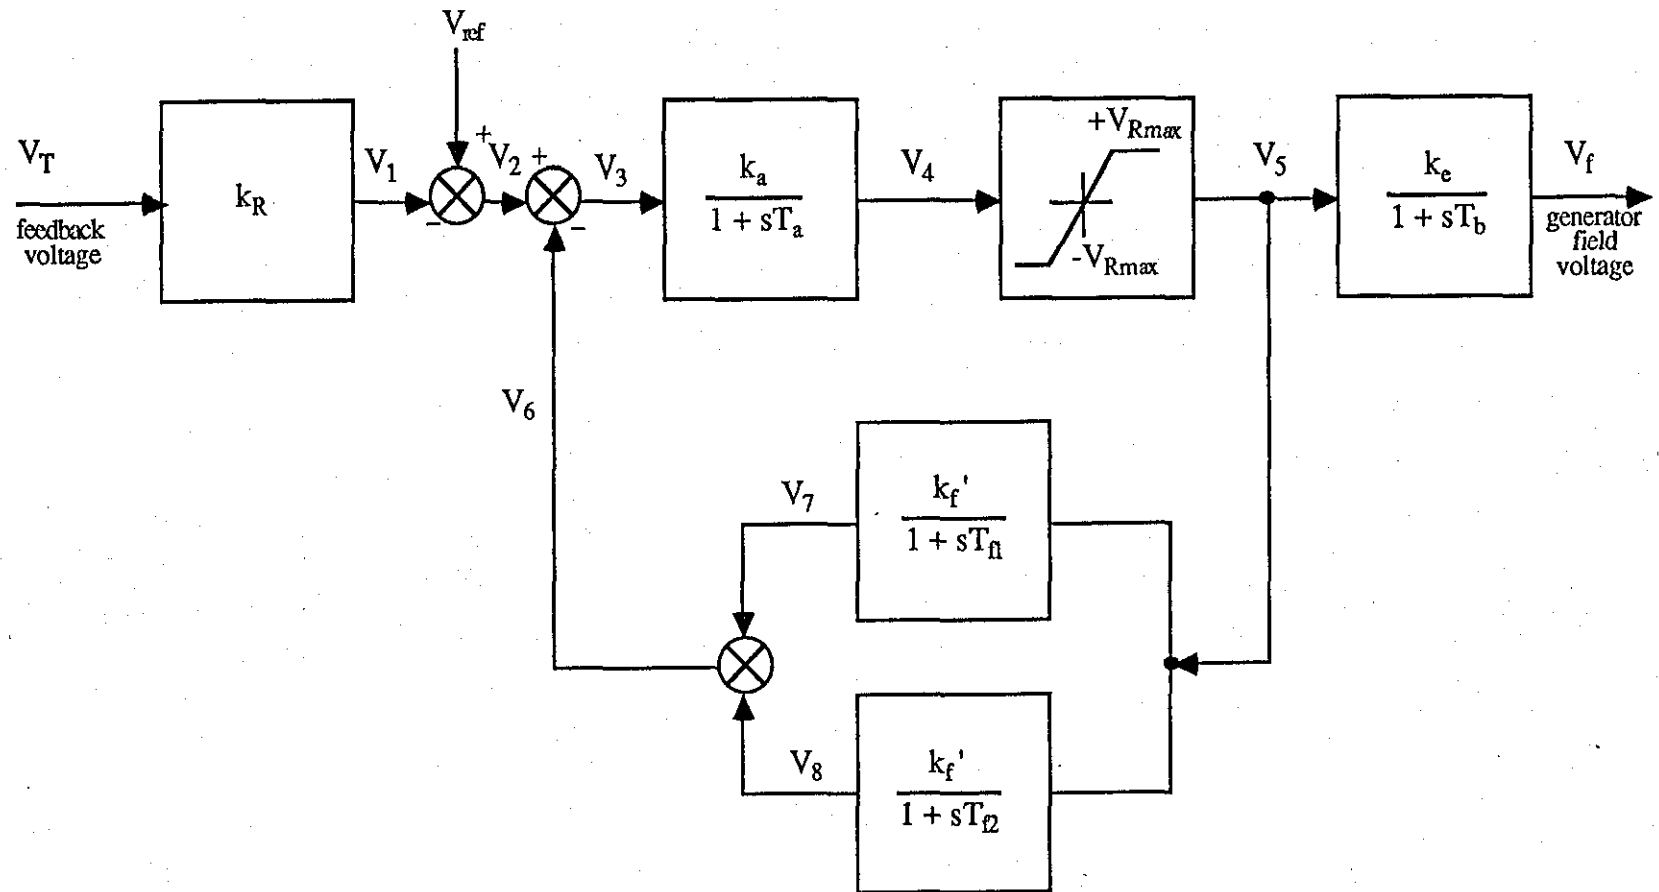 V_ref
V_T
feedback
voltage
k_R
V_1
−
+
V_2
+
−
V_3
k_a
1 + sT_a
V_4
+V_Rmax
-V_Rmax
V_5
k_e
1 + sT_b
V_f
generator
field
voltage
V_6
V_7
k_f'
1 + sT_f1
V_8
k_f'
1 + sT_f2